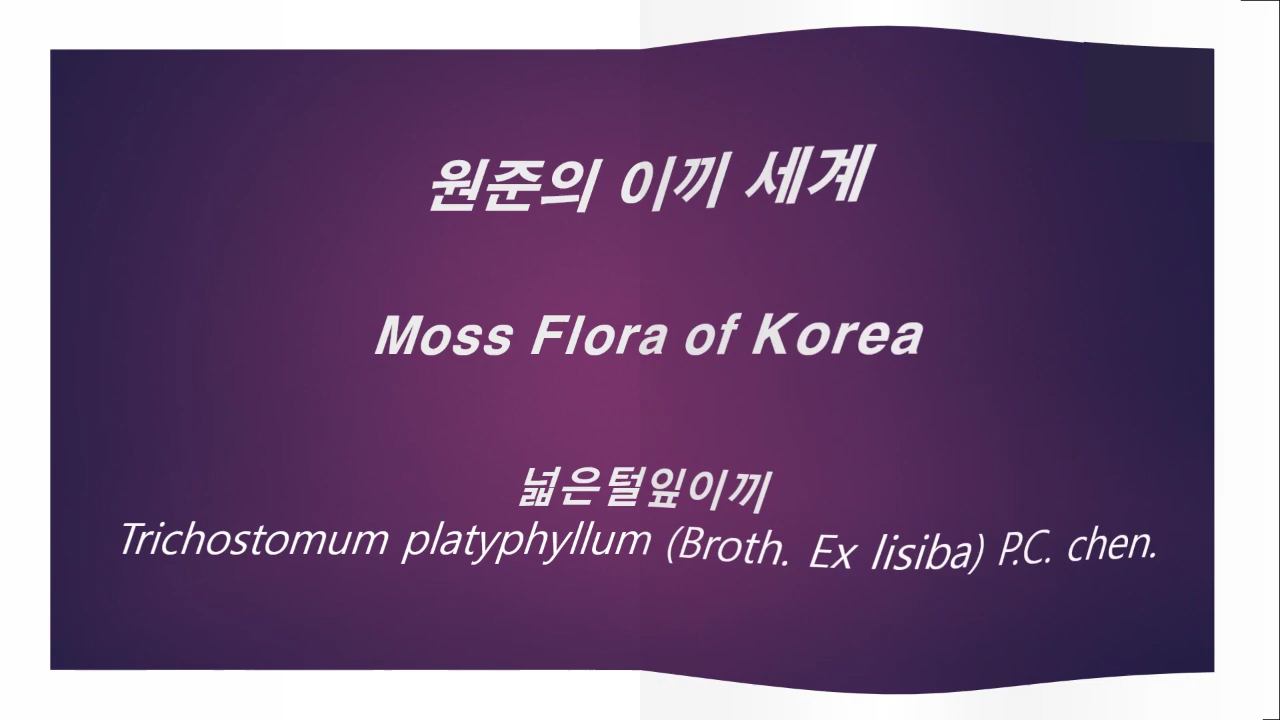 원준의 이끼 세계
Moss Flora of Korea
넓은털잎이끼
Trichostomum platyphyllum (Broth. Ex lisiba) P.C. chen.